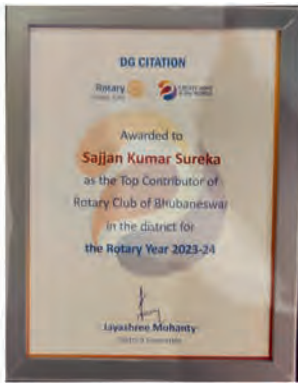 DG CITATION
Rotary
Awarded to
Sajjan Kumar Sureka
as the Top Contributor of
Rotary Club of Bhubaneswar
in the district for
the Rotary Year 2023-24
Jayashree Mohanty